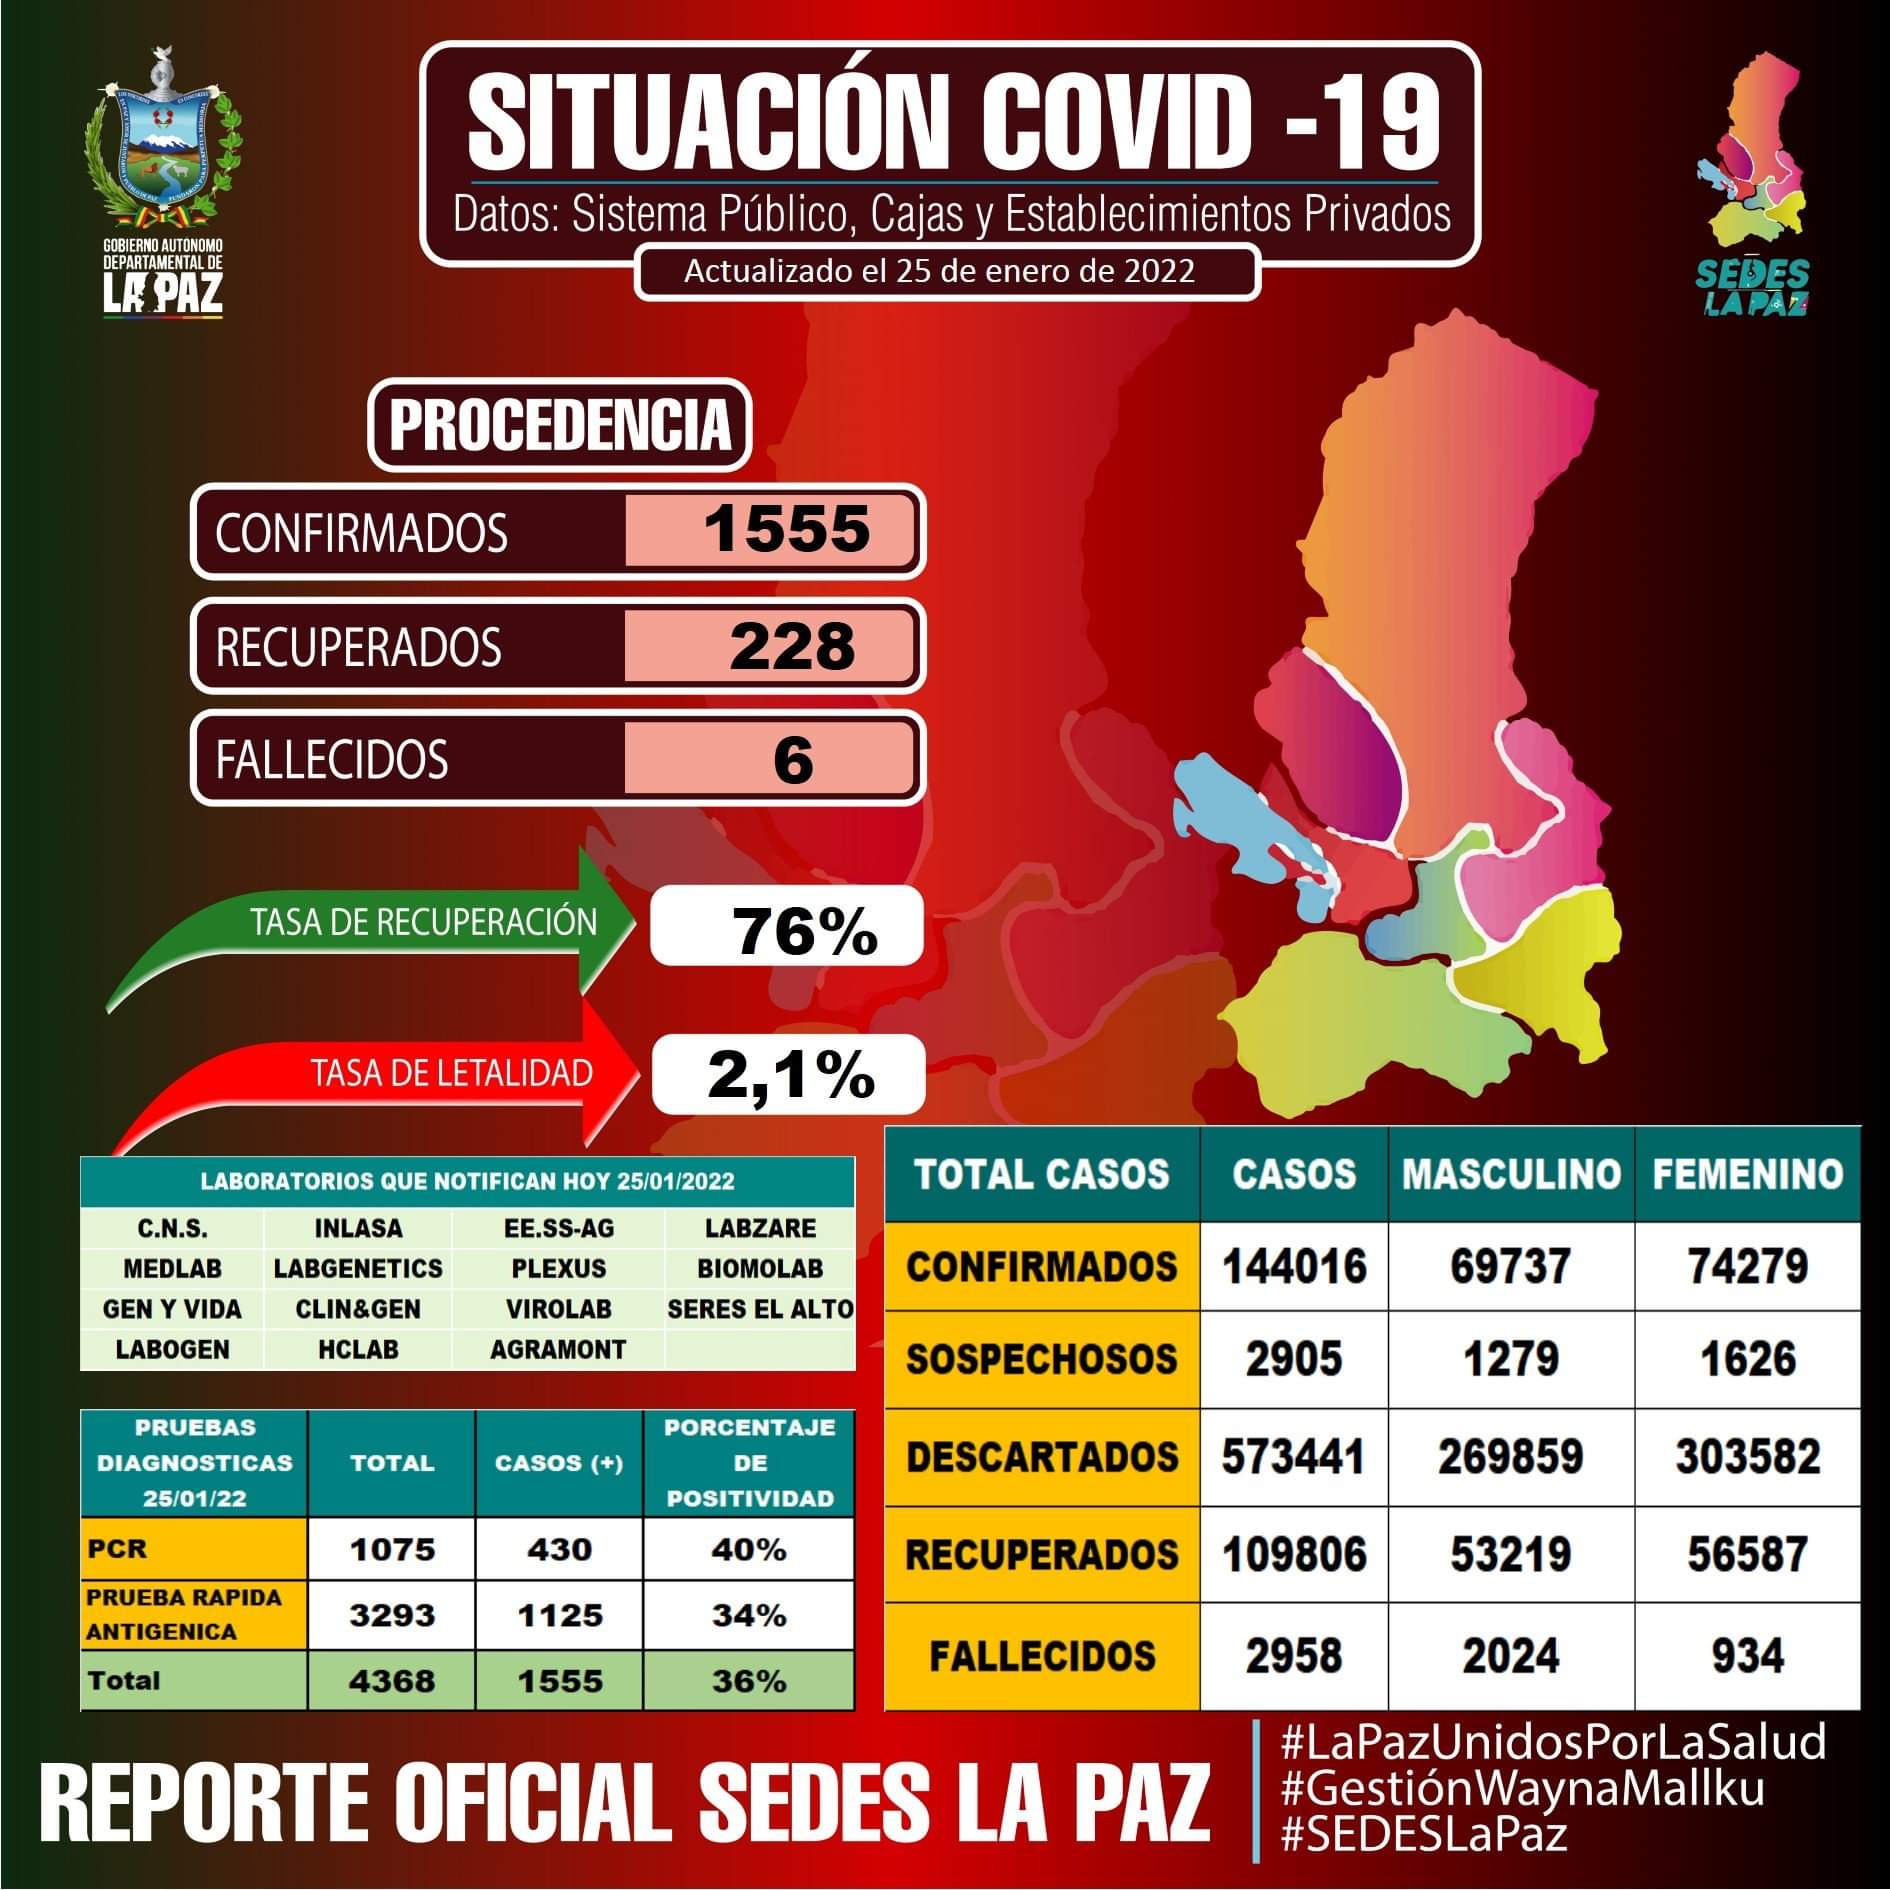 SITUACIÓN COVID -19
Datos: Sistema Público, Cajas y Establecimientos Privados
Actualizado el 25 de enero de 2022
GOBIERNO AUTÓNOMO
DEPARTAMENTAL DE
LA PAZ
SEDES
LA PAZ
PROCEDENCIA
CONFIRMADOS 1555
RECUPERADOS 228
FALLECIDOS 6
TASA DE RECUPERACIÓN 76%
TASA DE LETALIDAD 2,1%
LABORATORIOS QUE NOTIFICAN HOY 25/01/2022
C.N.S. INLASA EE.SS-AG LABZARE
MEDLAB LABGENETICS PLEXUS BIOMOLAB
GEN Y VIDA CLIN&GEN VIROLAB SERES EL ALTO
LABOGEN HCLAB AGRAMONT
PRUEBAS
DIAGNOSTICAS
25/01/22
TOTAL
CASOS (+)
PORCENTAJE
DE
POSITIVIDAD
PCR 1075 430 40%
PRUEBA RAPIDA
ANTIGENICA
3293 1125 34%
Total 4368 1555 36%
TOTAL CASOS CASOS MASCULINO FEMENINO
CONFIRMADOS 144016 69737 74279
SOSPECHOSOS 2905 1279 1626
DESCARTADOS 573441 269859 303582
RECUPERADOS 109806 53219 56587
FALLECIDOS 2958 2024 934
REPORTE OFICIAL SEDES LA PAZ
#LaPazUnidosPorLaSalud
#GestiónWaynaMallku
#SEDESLaPaz